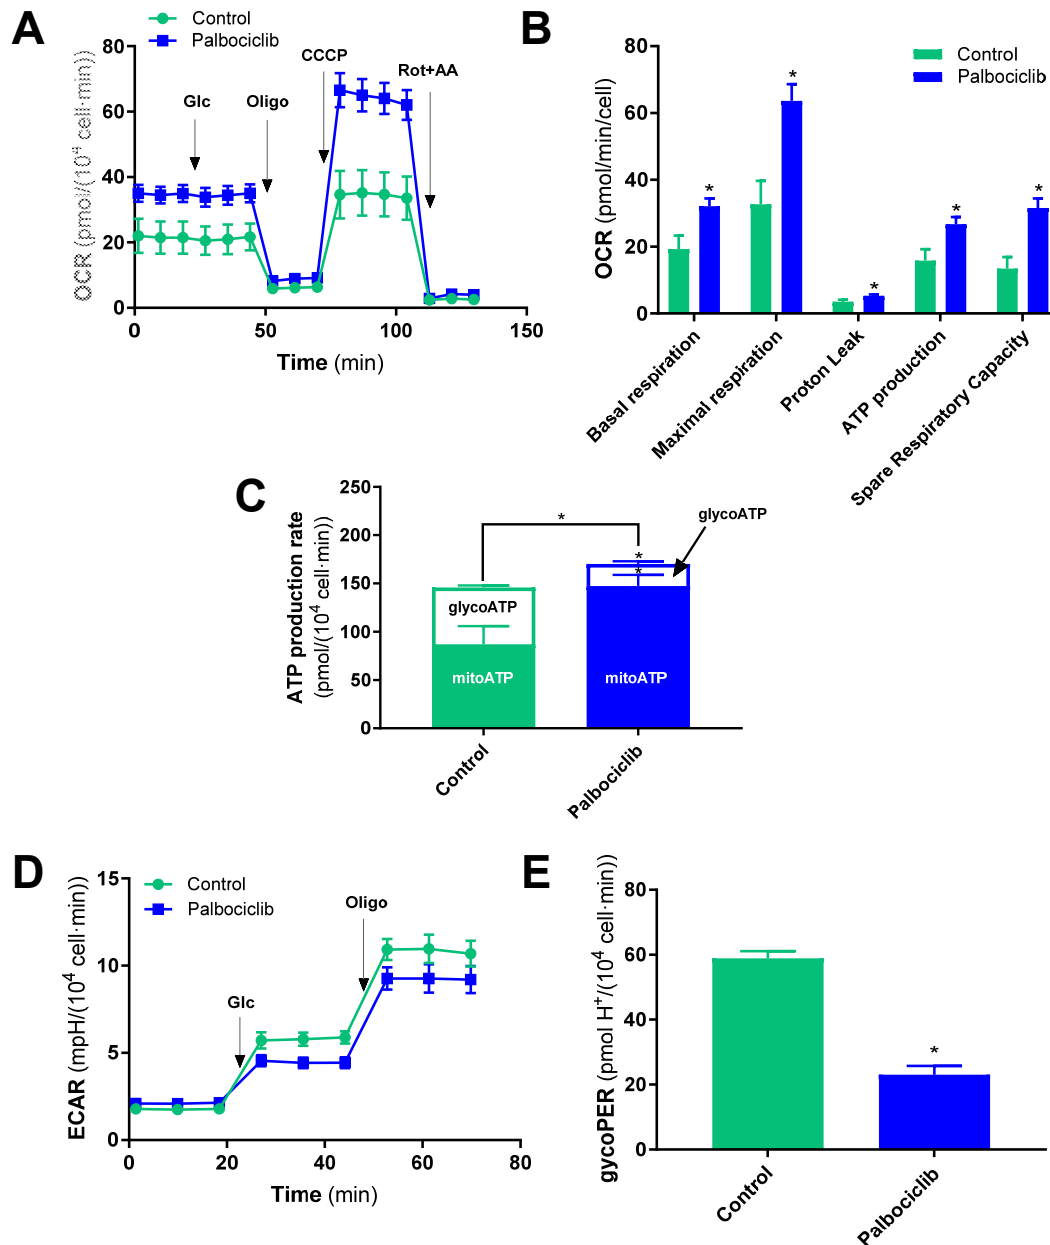 A
Control
Palbociclib
OCR (pmol/(10⁴ cell·min))
80
60
40
20
0
Glc
Oligo
CCCP
Rot+AA
0
50
100
150
Time (min)
B
Control
Palbociclib
OCR (pmol/min/cell)
80
60
40
20
0
*
*
*
*
*
Basal respiration
Maximal respiration
Proton Leak
ATP production
Spare Respiratory Capacity
C
ATP production rate
(pmol/(10⁴ cell·min))
250
200
150
100
50
0
*
glycoATP
*
*
glycoATP
mitoATP
mitoATP
Control
Palbociclib
D
Control
Palbociclib
ECAR (mpH/(10⁴ cell·min))
15
10
5
0
Glc
Oligo
0
20
40
60
80
Time (min)
E
gycoPER (pmol H⁺/(10⁴ cell·min))
80
60
40
20
0
*
Control
Palbociclib